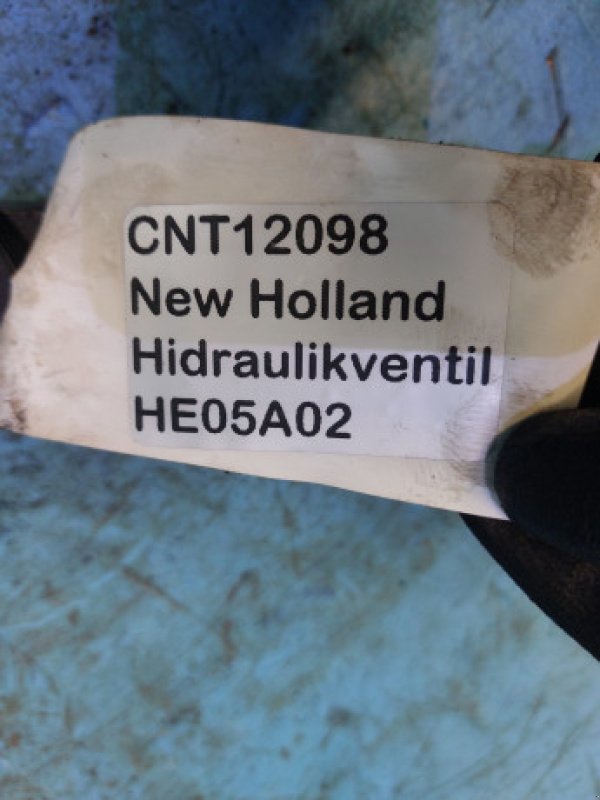 CNT12098
New Holland
Hidraulikventil
HE05A02